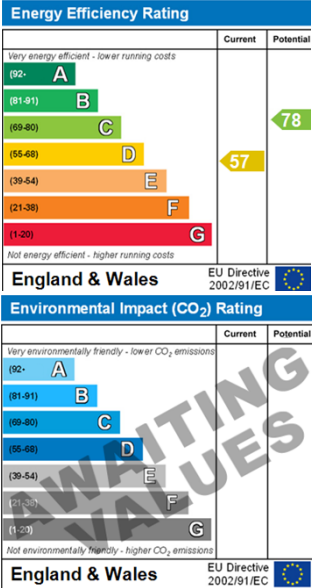 Energy Efficiency Rating
Current Potential
Very energy efficient - lower running costs
(92- A
(81-91) B
(69-80) C
(55-68) D
(39-54) E
(21-38) F
(1-20) G
57
78
Not energy efficient - higher running costs
England & Wales
EU Directive
2002/91/EC
Environmental Impact (CO2) Rating
Current Potential
Very environmentally friendly - lower CO2 emissions
(92- A
(81-91) B
(69-80) C
(55-68) D
(39-54) E
(21-38) F
(1-20) G
AWAITING
VALUES
Not environmentally friendly - higher CO2 emissions
England & Wales
EU Directive
2002/91/EC